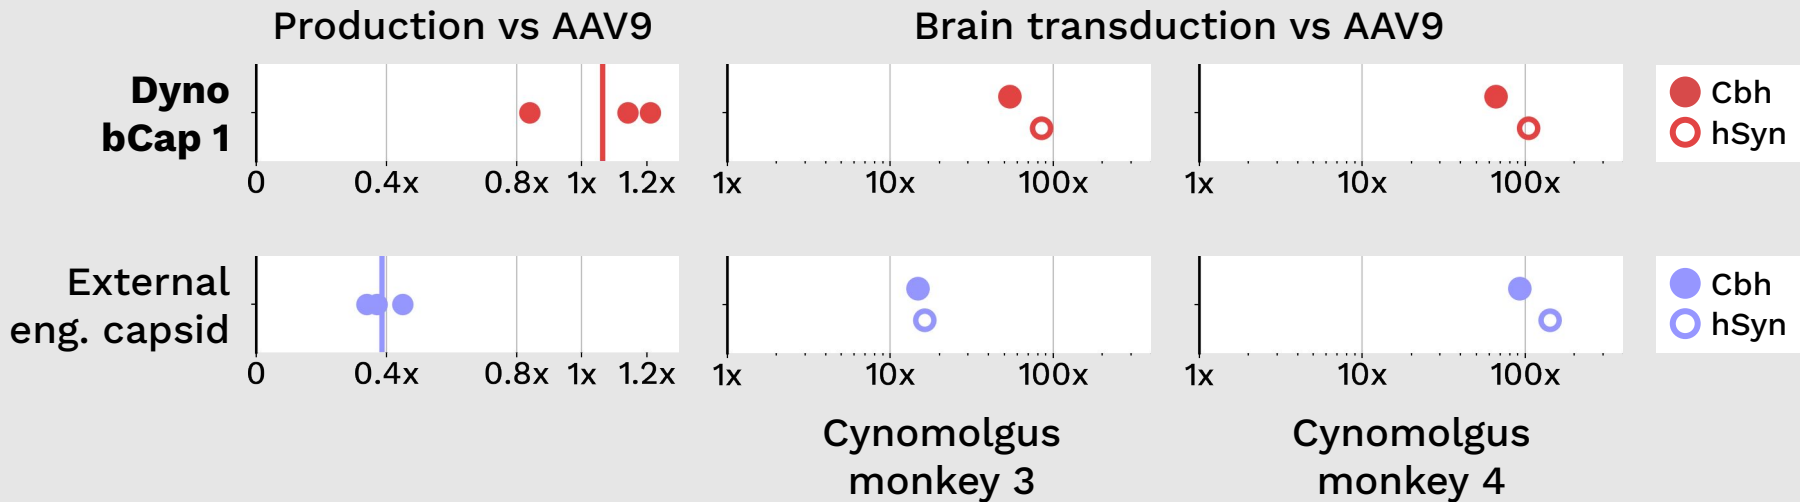 Production vs AAV9
Brain transduction vs AAV9
Dyno
bCap 1
0 0.4x 0.8x 1x 1.2x
1x 10x 100x
1x 10x 100x
Cbh
hSyn
External
eng. capsid
0 0.4x 0.8x 1x 1.2x
1x 10x 100x
1x 10x 100x
Cbh
hSyn
Cynomolgus
monkey 3
Cynomolgus
monkey 4